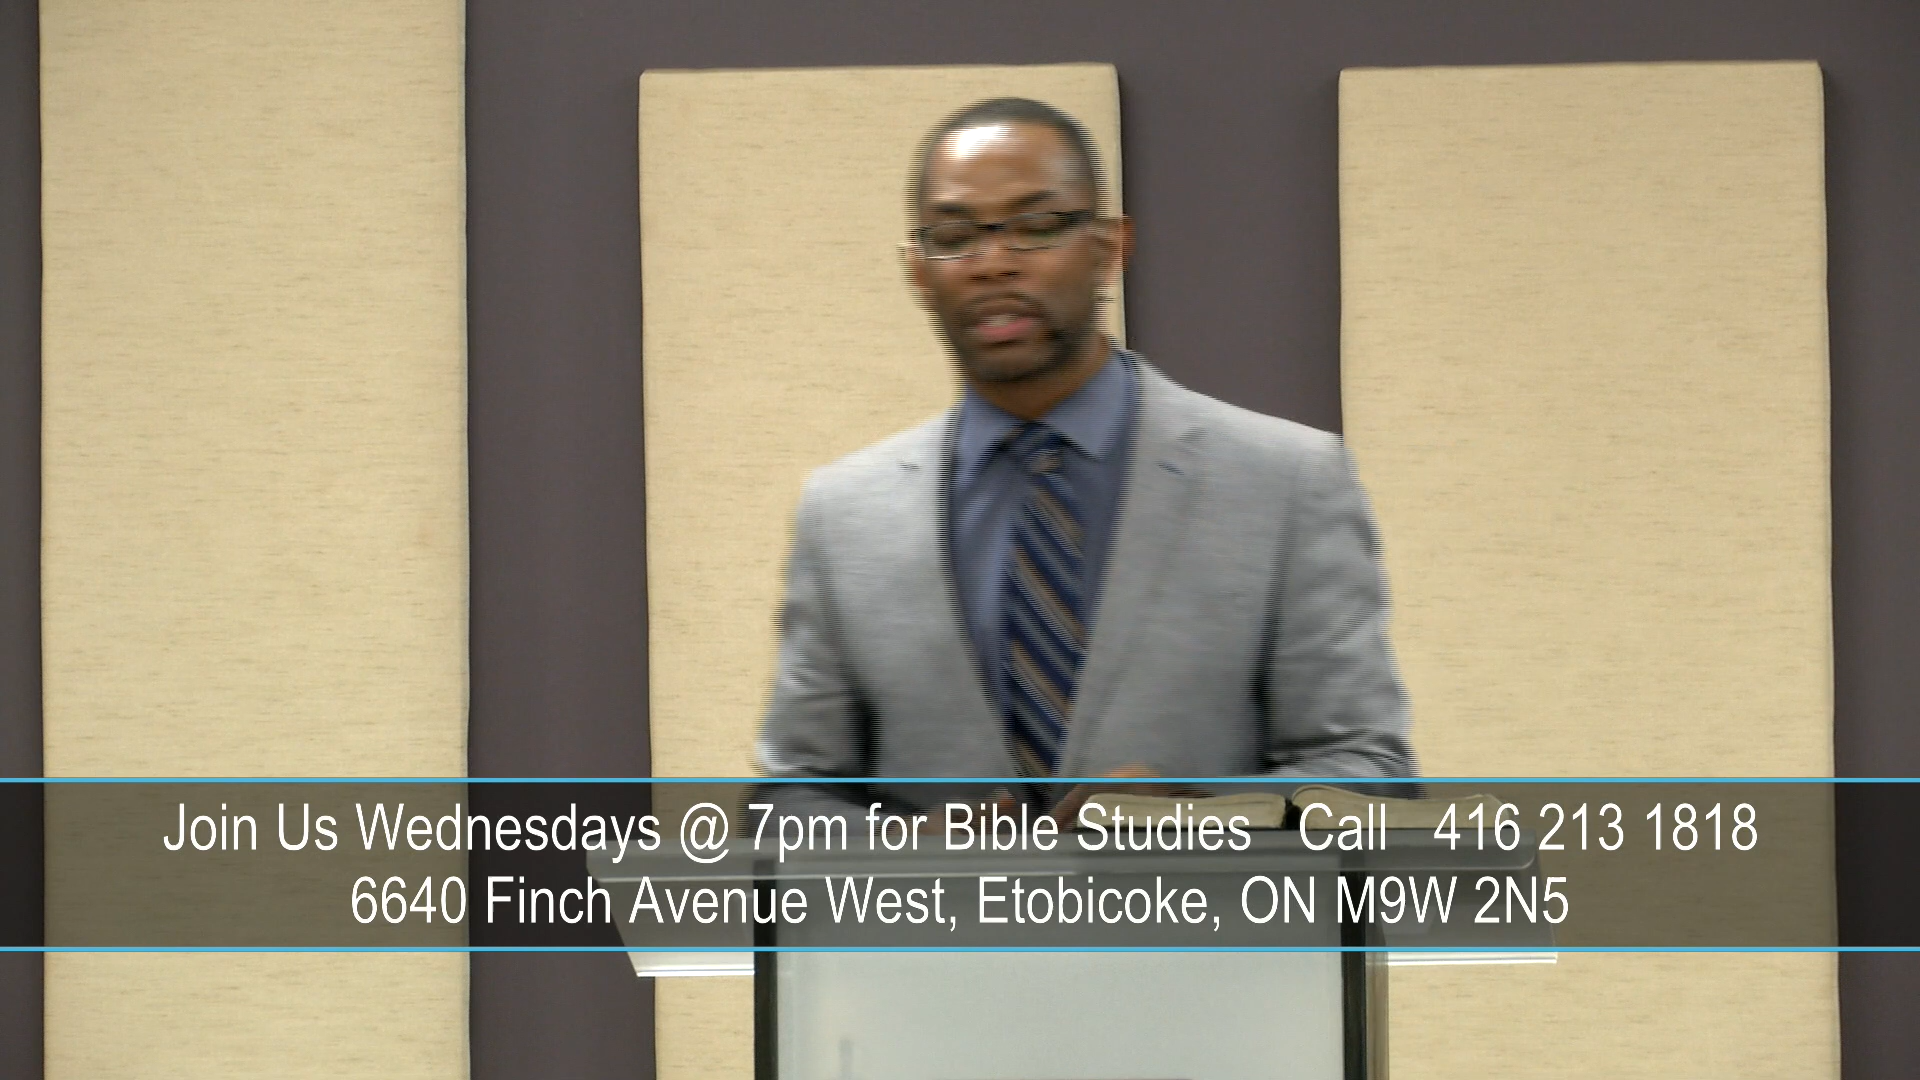 Join Us Wednesdays @ 7pm for Bible Studies Call 416 213 1818
6640 Finch Avenue West, Etobicoke, ON M9W 2N5